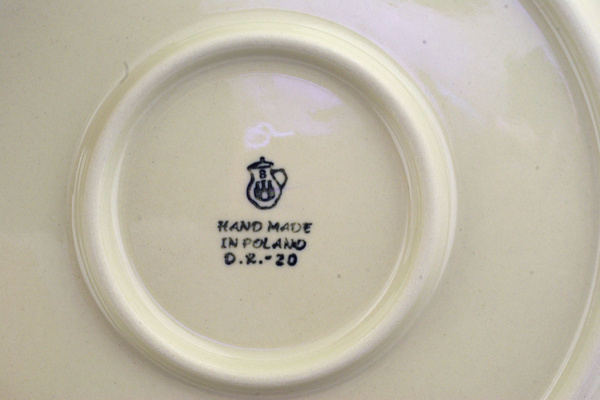 B
HAND MADE
IN POLAND
D.R.-20